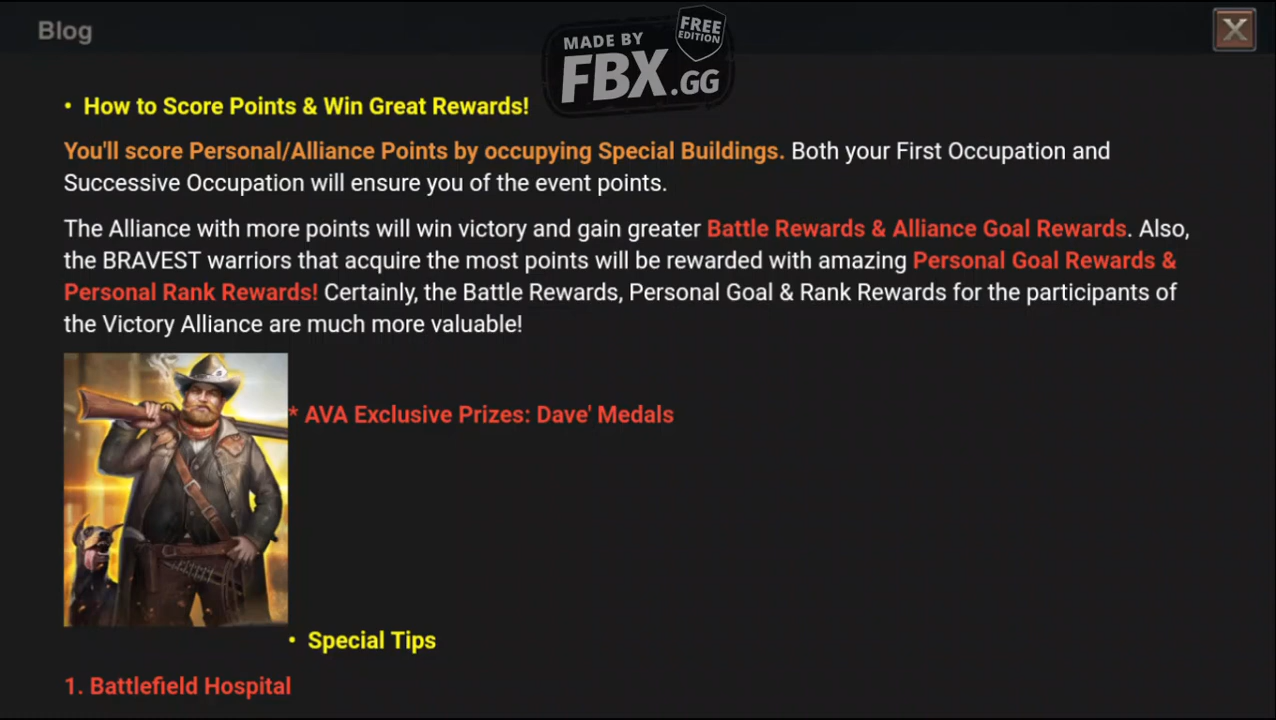 Blog
MADE BY
FBX.GG
FREE
EDITION
X
• How to Score Points & Win Great Rewards!
You'll score Personal/Alliance Points by occupying Special Buildings. Both your First Occupation and
Successive Occupation will ensure you of the event points.
The Alliance with more points will win victory and gain greater Battle Rewards & Alliance Goal Rewards. Also,
the BRAVEST warriors that acquire the most points will be rewarded with amazing Personal Goal Rewards &
Personal Rank Rewards! Certainly, the Battle Rewards, Personal Goal & Rank Rewards for the participants of
the Victory Alliance are much more valuable!
* AVA Exclusive Prizes: Dave' Medals
• Special Tips
1. Battlefield Hospital